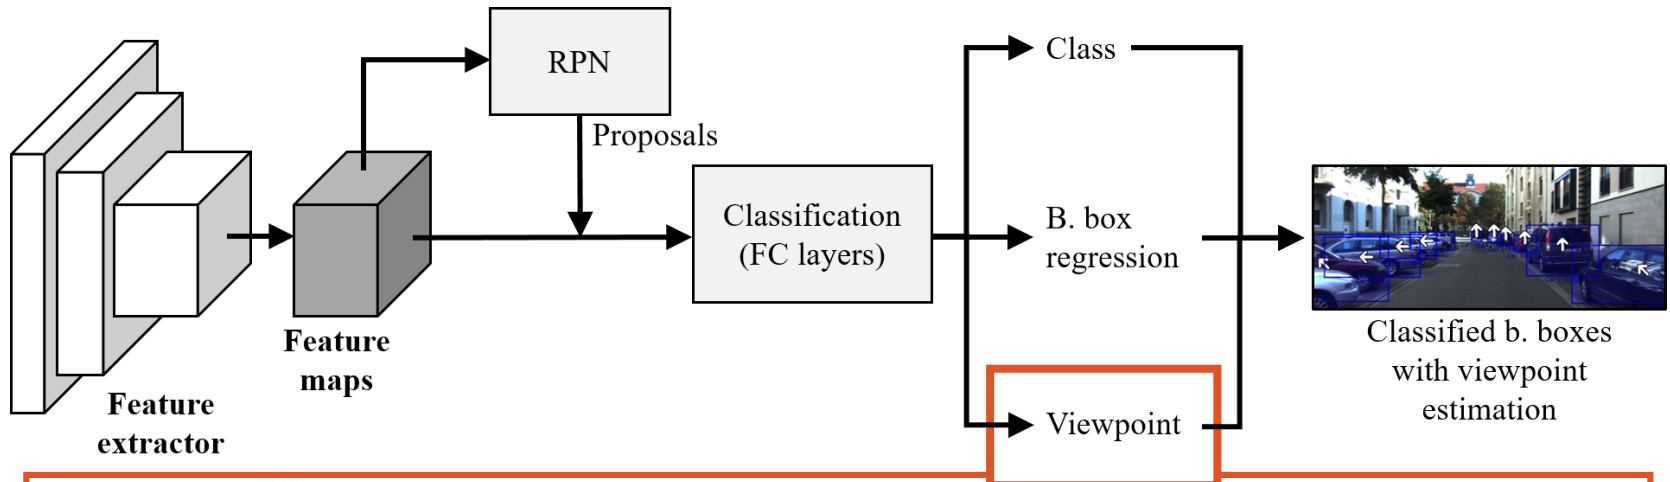 RPN
Proposals
Feature
extractor
Feature
maps
Classification
(FC layers)
Class
B. box
regression
Viewpoint
Classified b. boxes
with viewpoint
estimation